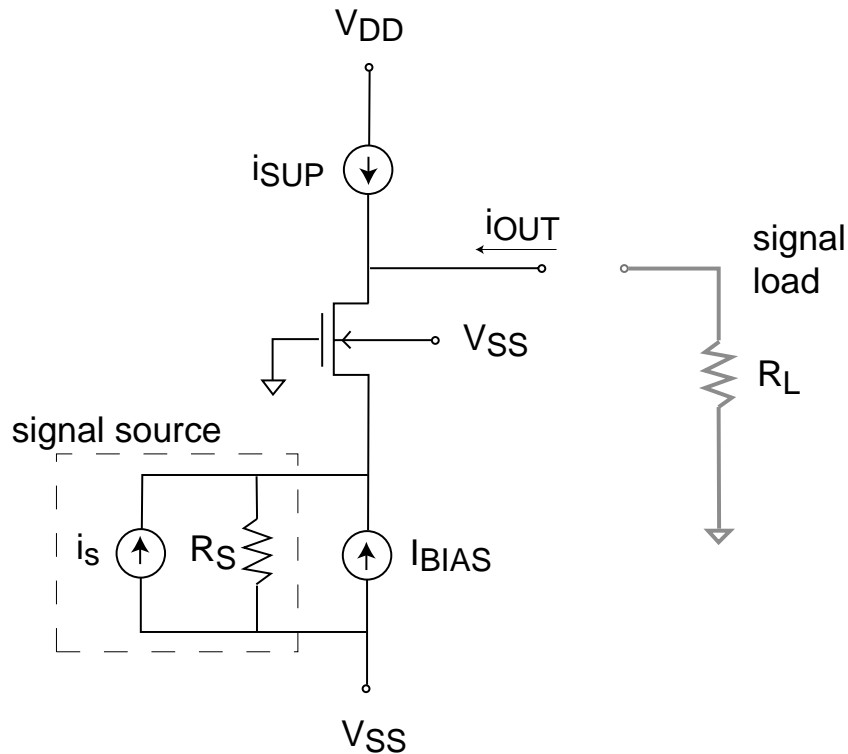 VDD
iSUP
iOUT
signal
load
VSS
RL
signal source
is
RS
IBIAS
VSS